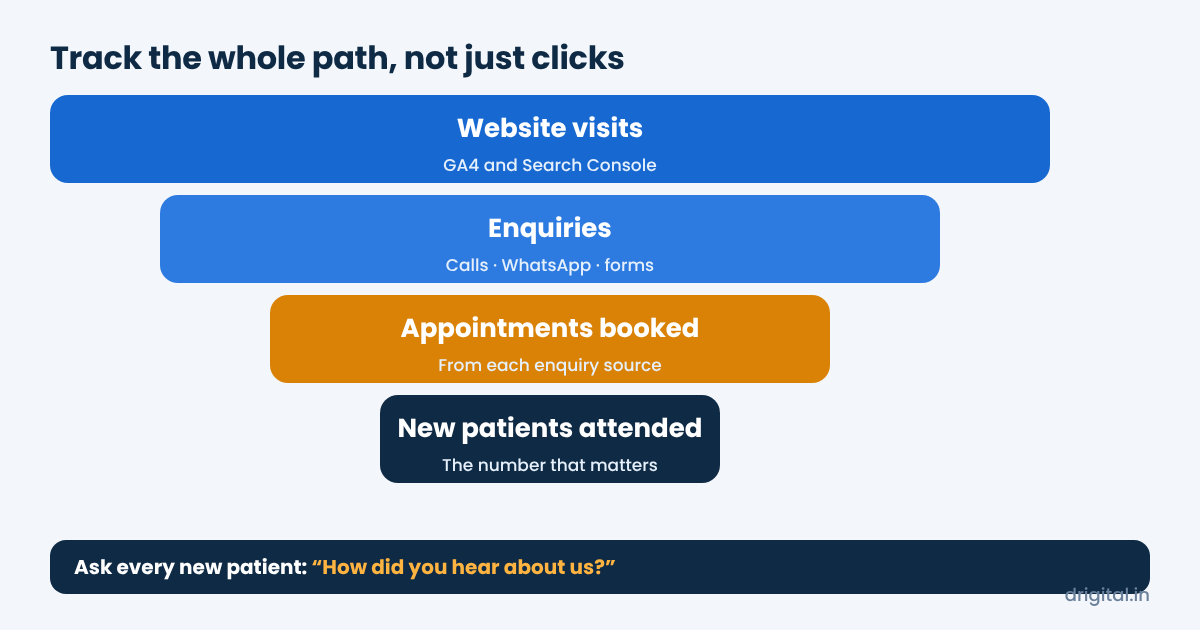 Track the whole path, not just clicks
Website visits
GA4 and Search Console
Enquiries
Calls · WhatsApp · forms
Appointments booked
From each enquiry source
New patients attended
The number that matters
Ask every new patient: “How did you hear about us?”
drigital.in